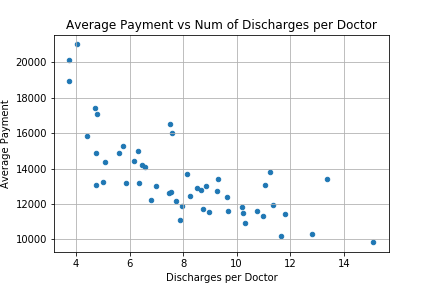 Average Payment vs Num of Discharges per Doctor
Average Payment
20000
18000
16000
14000
12000
10000
4 6 8 10 12 14
Discharges per Doctor